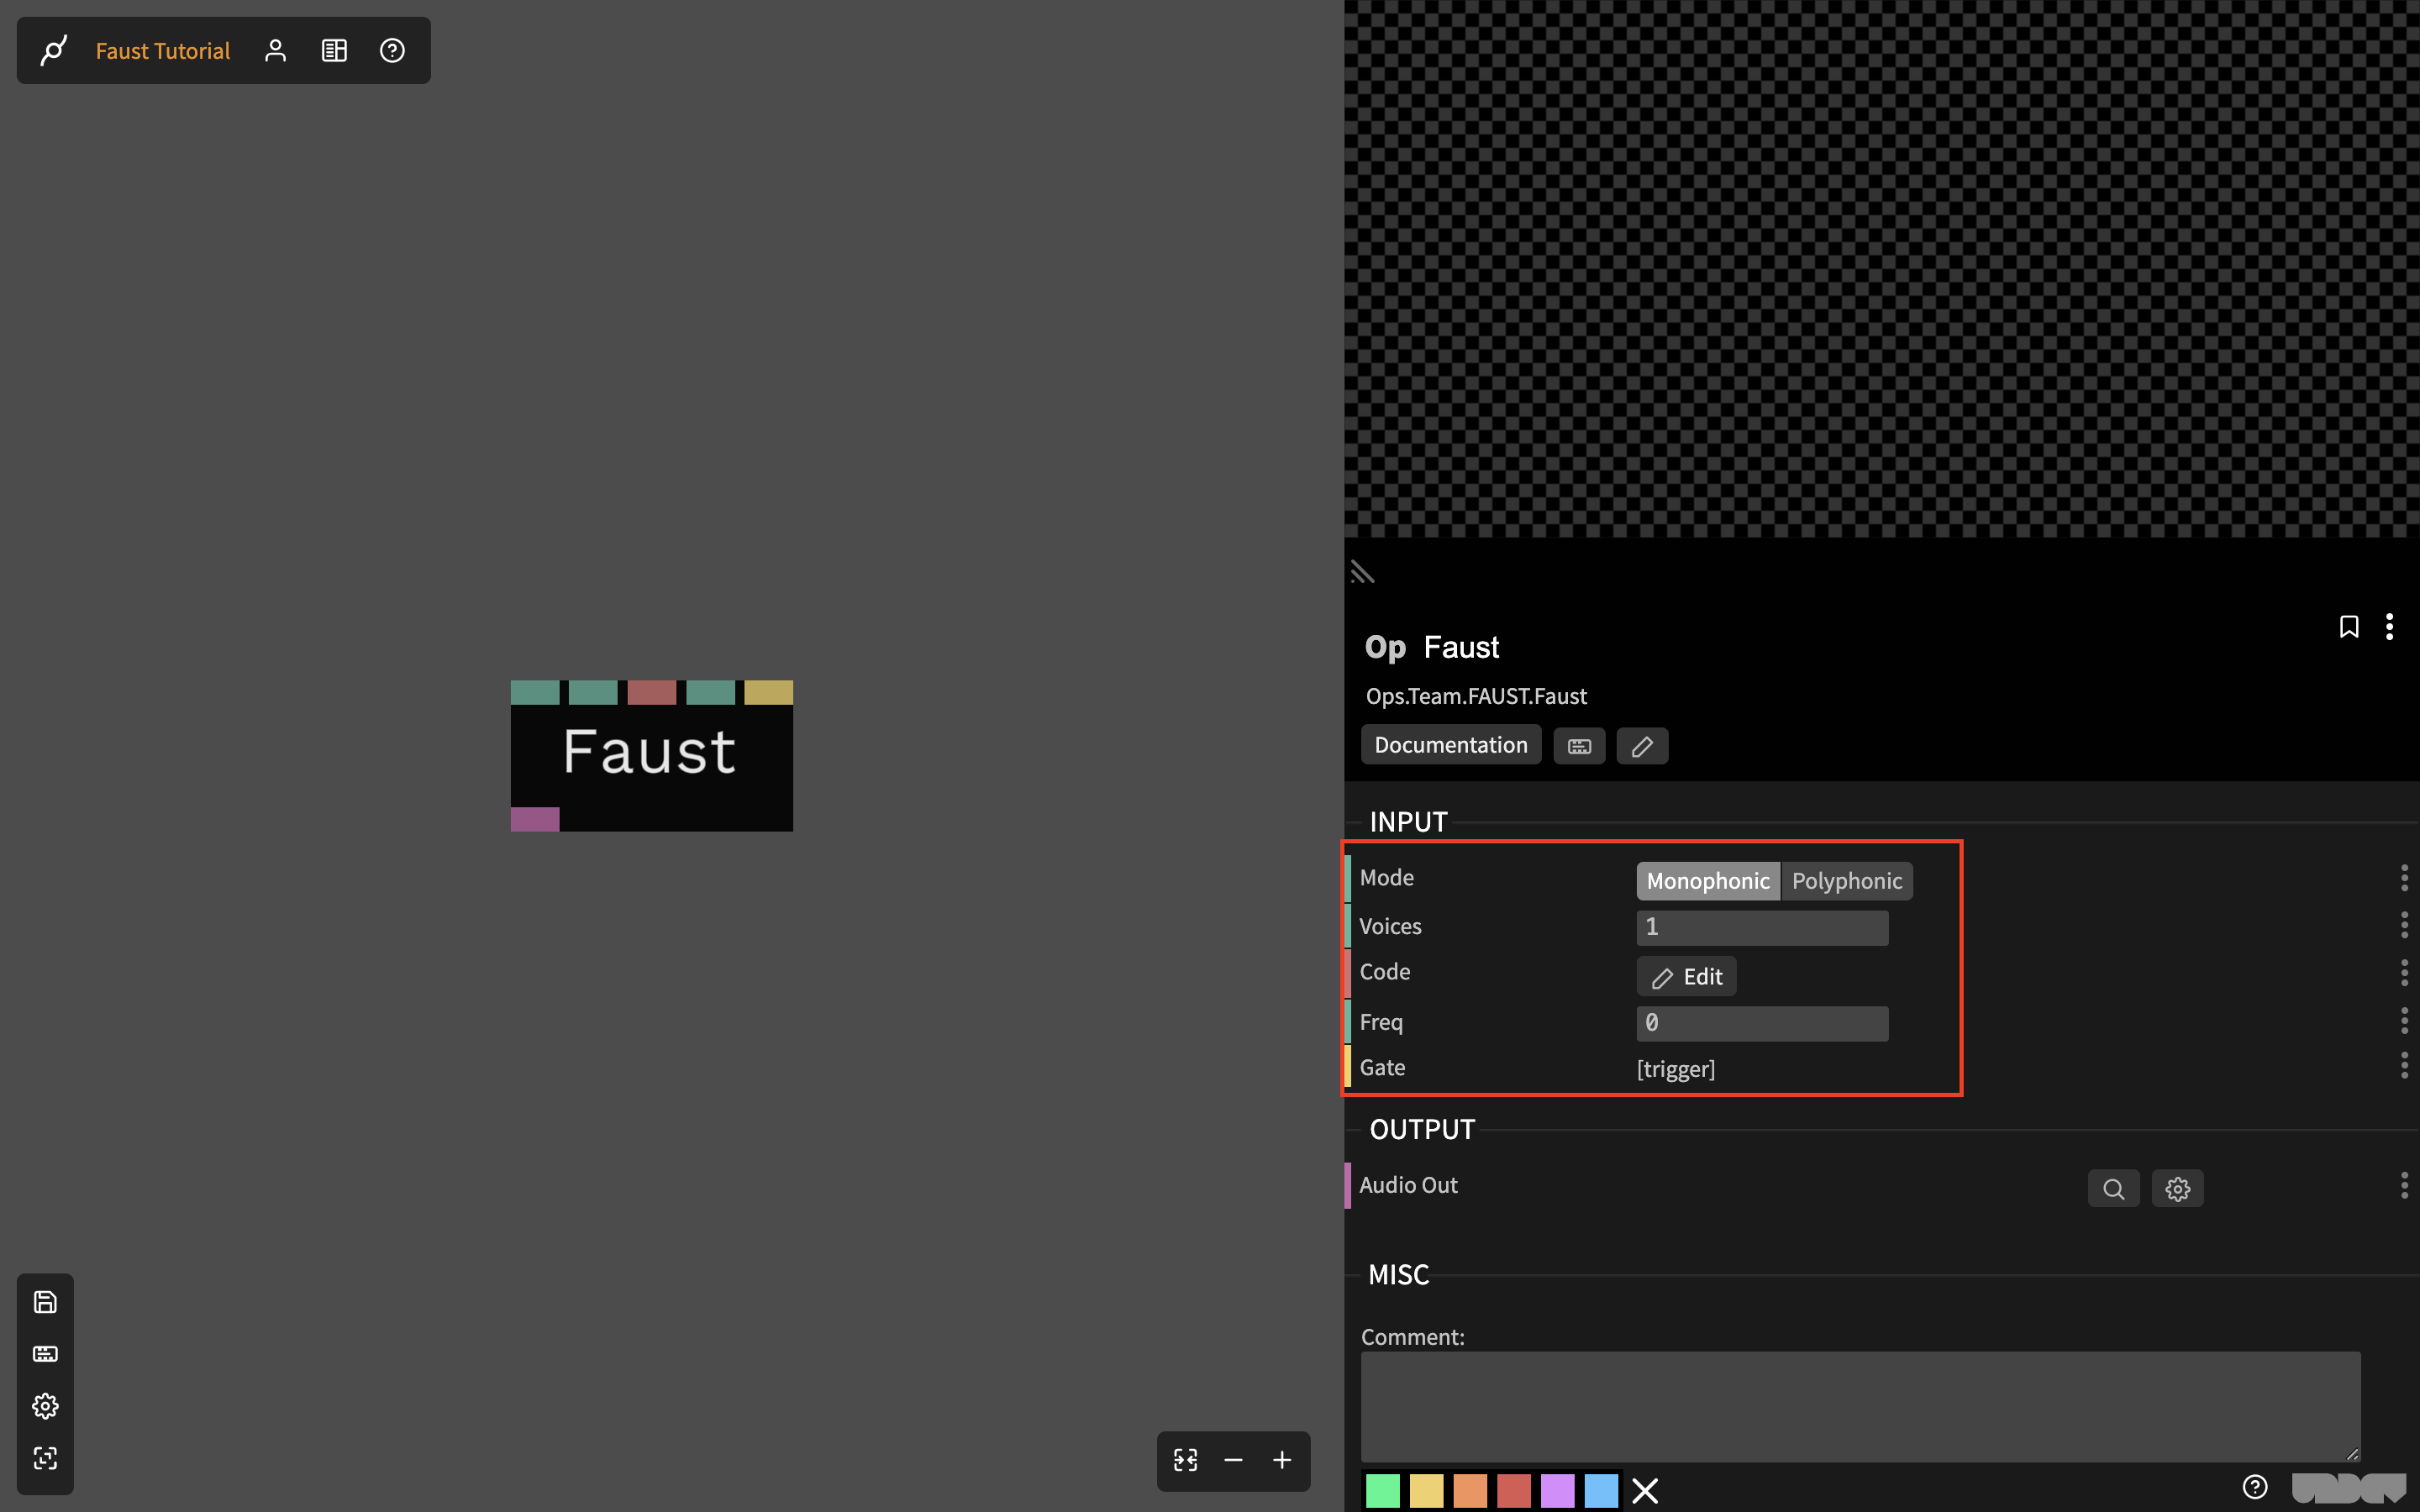 Faust Tutorial
Faust
Op Faust
Ops.Team.FAUST.Faust
Documentation
INPUT
Mode Monophonic Polyphonic
Voices 1
Code Edit
Freq 0
Gate [trigger]
OUTPUT
Audio Out
MISC
Comment: